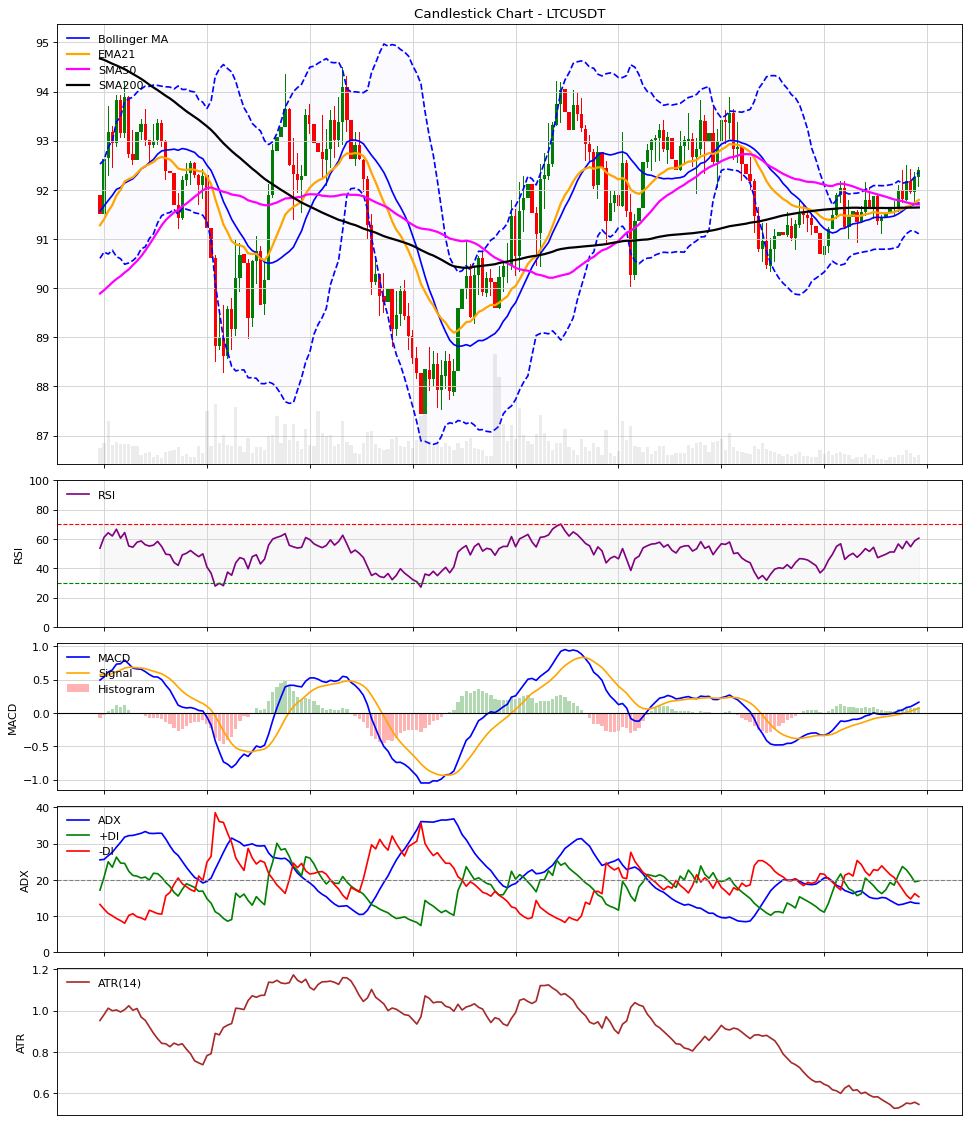 Candlestick Chart - LTCUSDT
Bollinger MA
EMA21
SMA50
SMA200
95
94
93
92
91
90
89
88
87
RSI
100
80
60
40
20
0
RSI
MACD
Signal
Histogram
1.0
0.5
0.0
−0.5
−1.0
MACD
ADX
+DI
-DI
40
30
20
10
0
ADX
ATR(14)
1.2
1.0
0.8
0.6
ATR